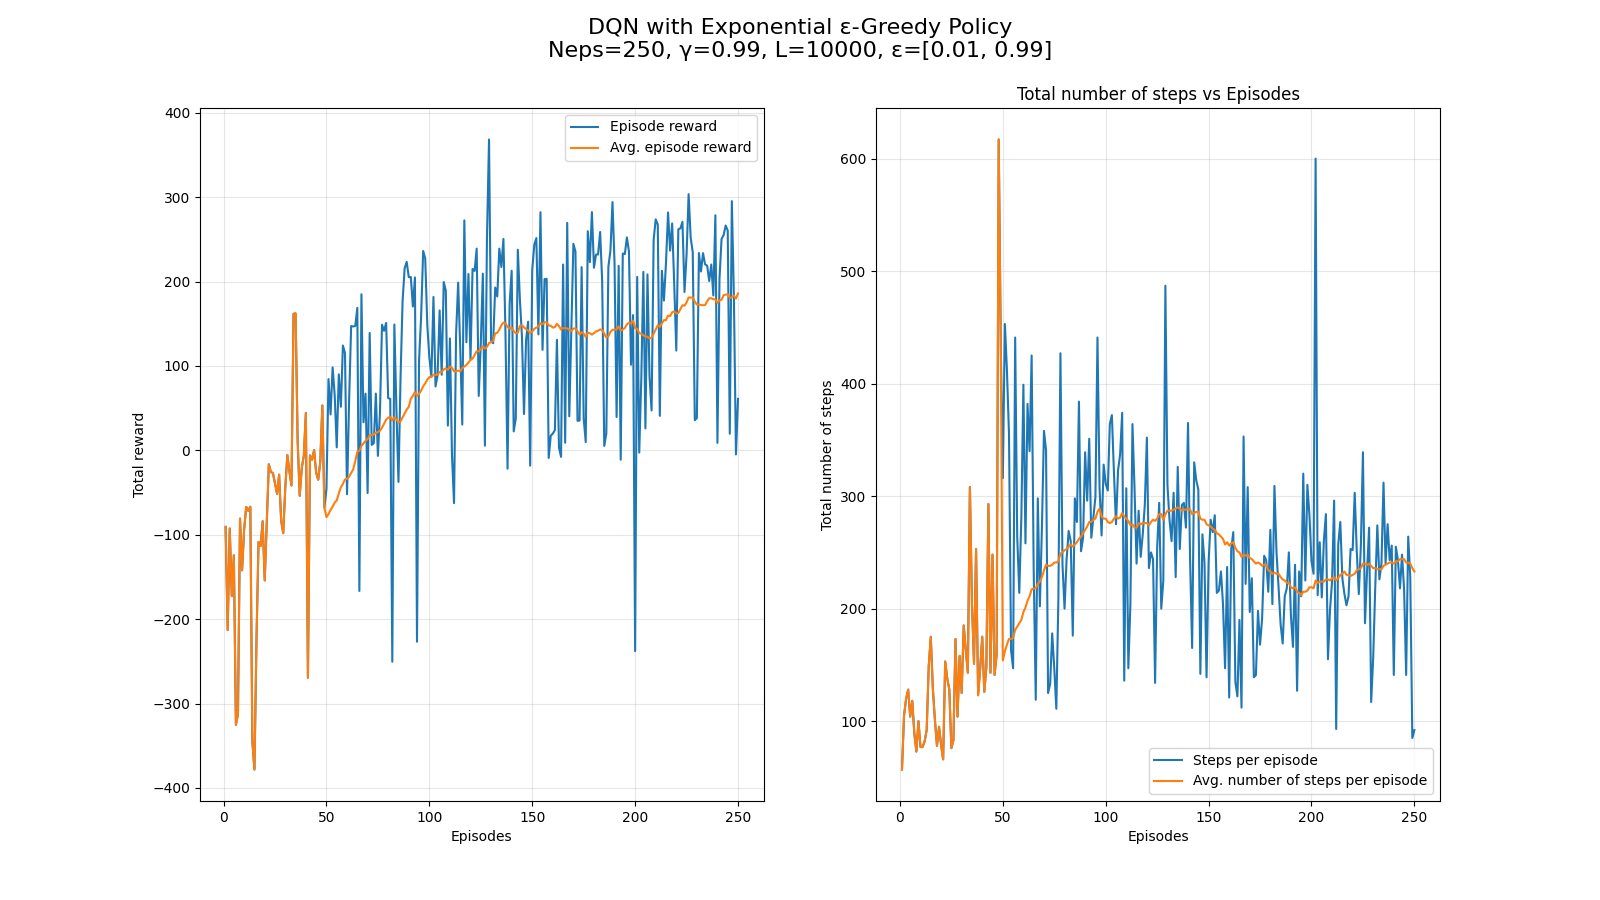 DQN with Exponential ε-Greedy Policy
Neps=250, γ=0.99, L=10000, ε=[0.01, 0.99]
400
300
200
100
0
−100
−200
−300
−400
Total reward
0
50
100
150
200
250
Episodes
Episode reward
Avg. episode reward
Total number of steps vs Episodes
600
500
400
300
200
100
Total number of steps
0
50
100
150
200
250
Episodes
Steps per episode
Avg. number of steps per episode